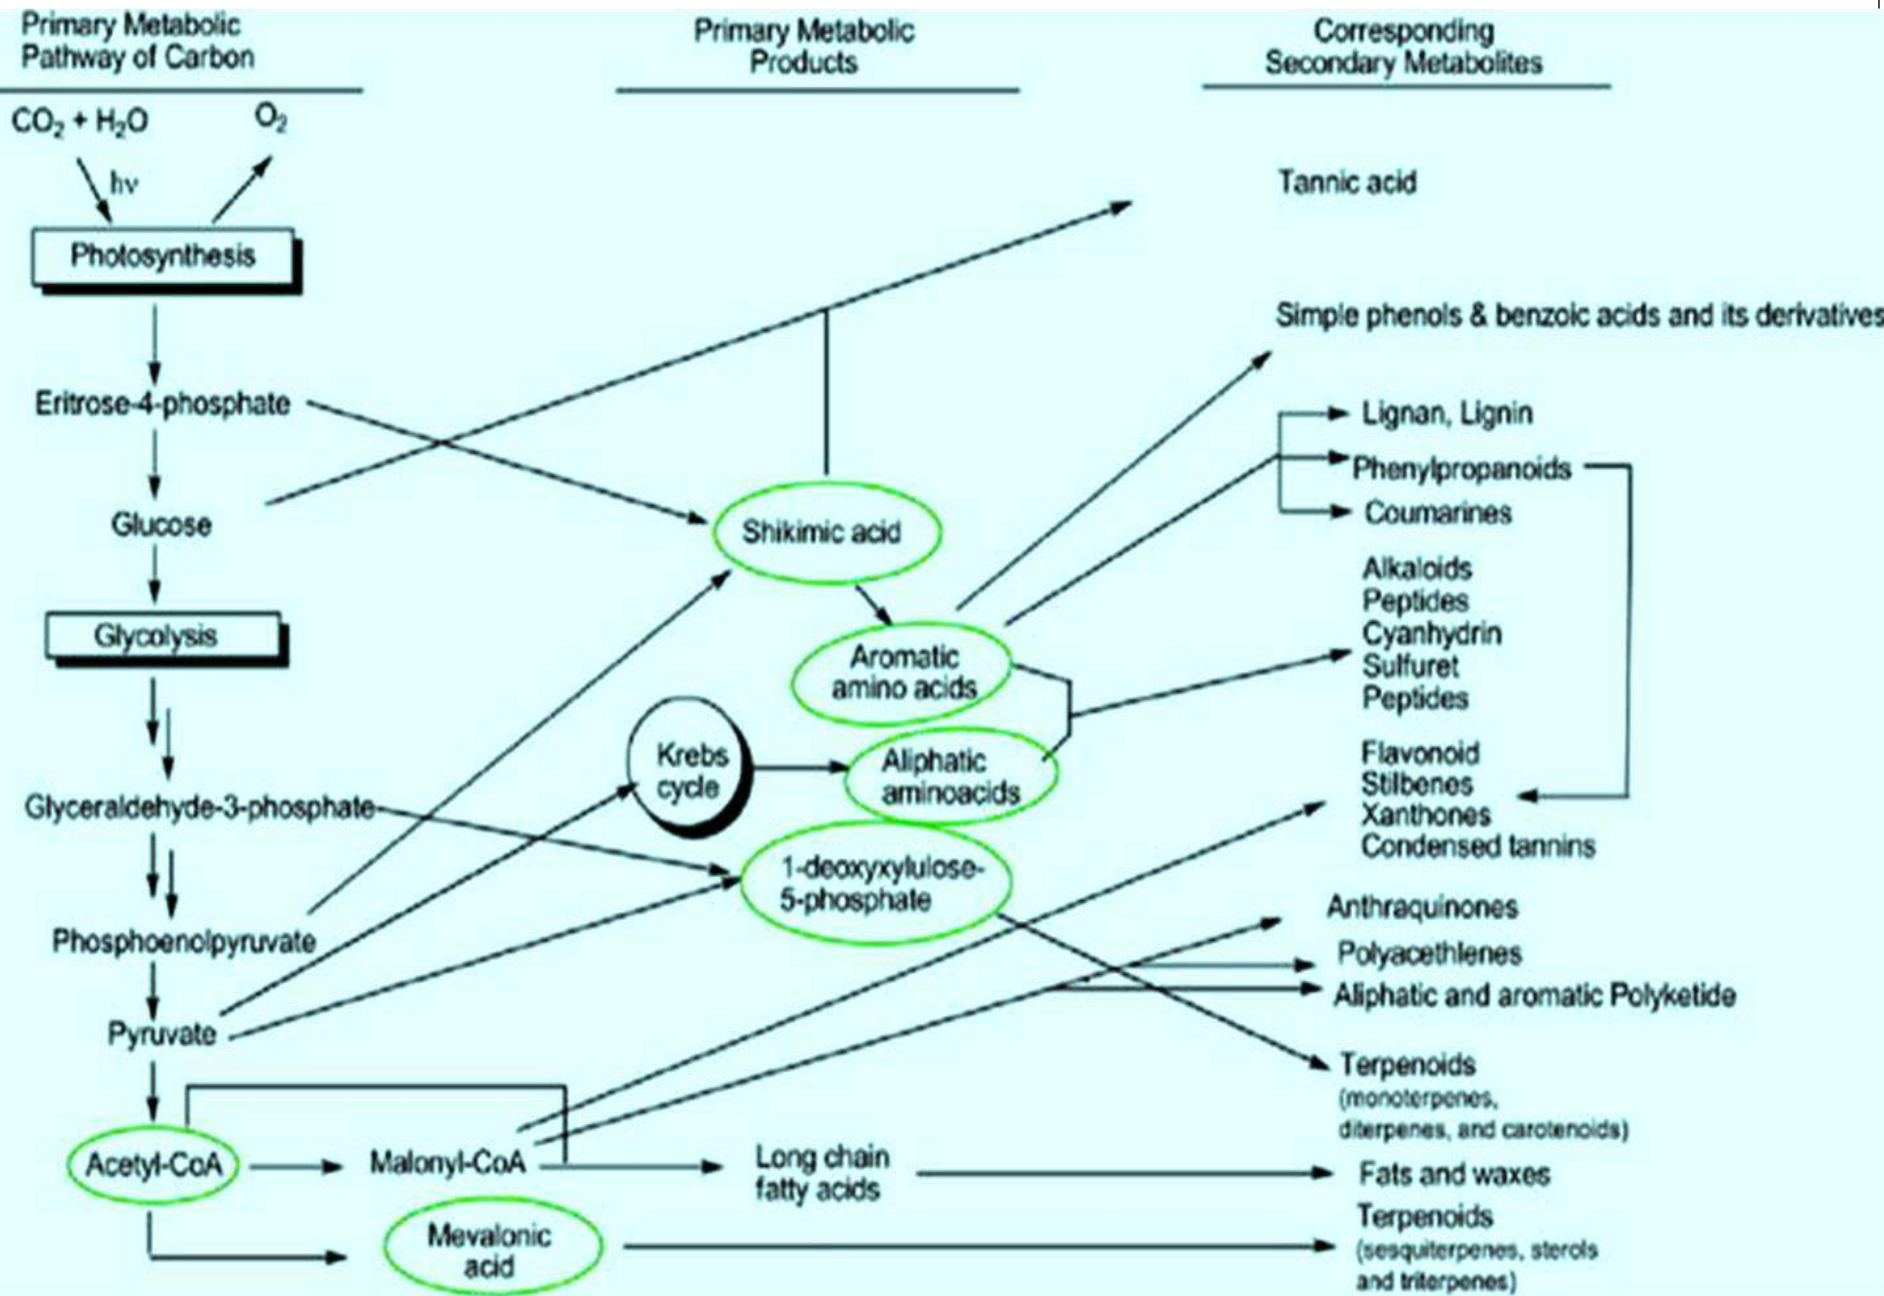 Primary Metabolic
Pathway of Carbon
Primary Metabolic
Products
Corresponding
Secondary Metabolites
CO₂ + H₂O
O₂
hν
Photosynthesis
Eritrose-4-phosphate
Glucose
Glycolysis
Glyceraldehyde-3-phosphate
Phosphoenolpyruvate
Pyruvate
Acetyl-CoA
Malonyl-CoA
Mevalonic
acid
Shikimic acid
Aromatic
amino acids
Krebs
cycle
Aliphatic
aminoacids
1-deoxyxylulose-
5-phosphate
Long chain
fatty acids
Tannic acid
Simple phenols & benzoic acids and its derivatives
Lignan, Lignin
Phenylpropanoids
Coumarines
Alkaloids
Peptides
Cyanhydrin
Sulfuret
Peptides
Flavonoid
Stilbenes
Xanthones
Condensed tannins
Anthraquinones
Polyacethlenes
Aliphatic and aromatic Polyketide
Terpenoids
(monoterpenes,
diterpenes, and carotenoids)
Fats and waxes
Terpenoids
(sesquiterpenes, sterols
and triterpenes)